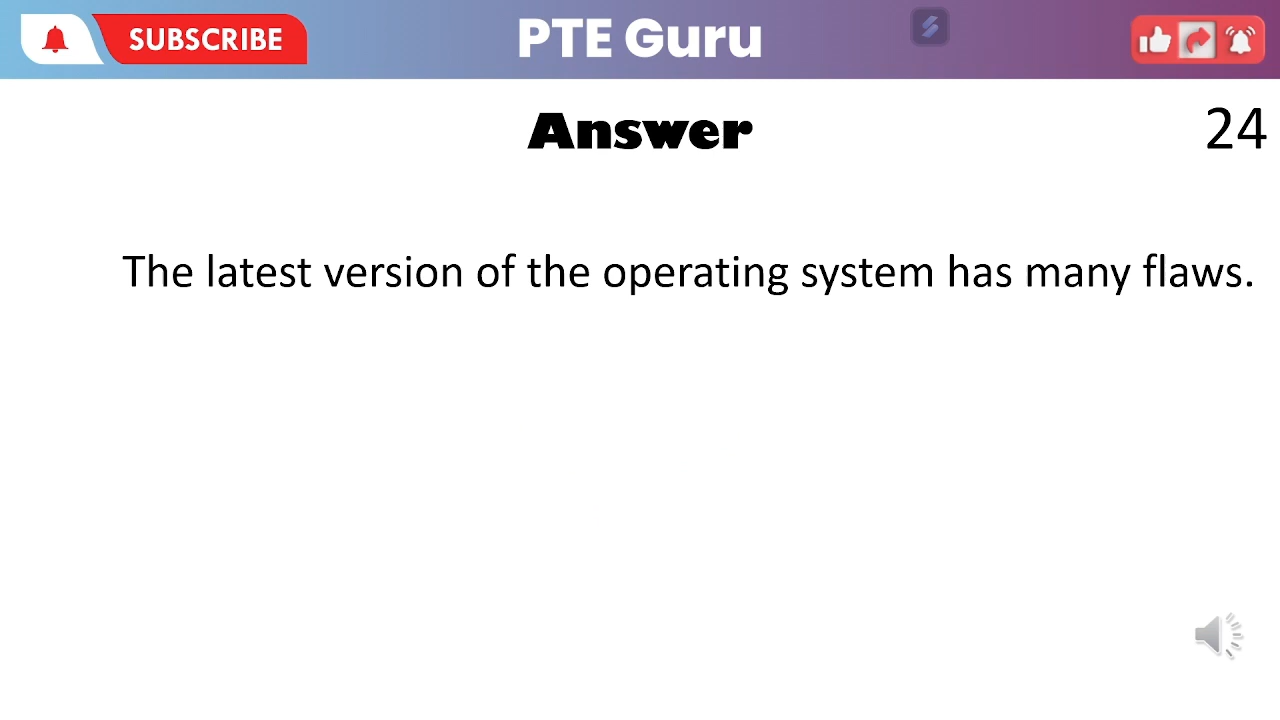 SUBSCRIBE
PTE Guru
Answer
24
The latest version of the operating system has many flaws.